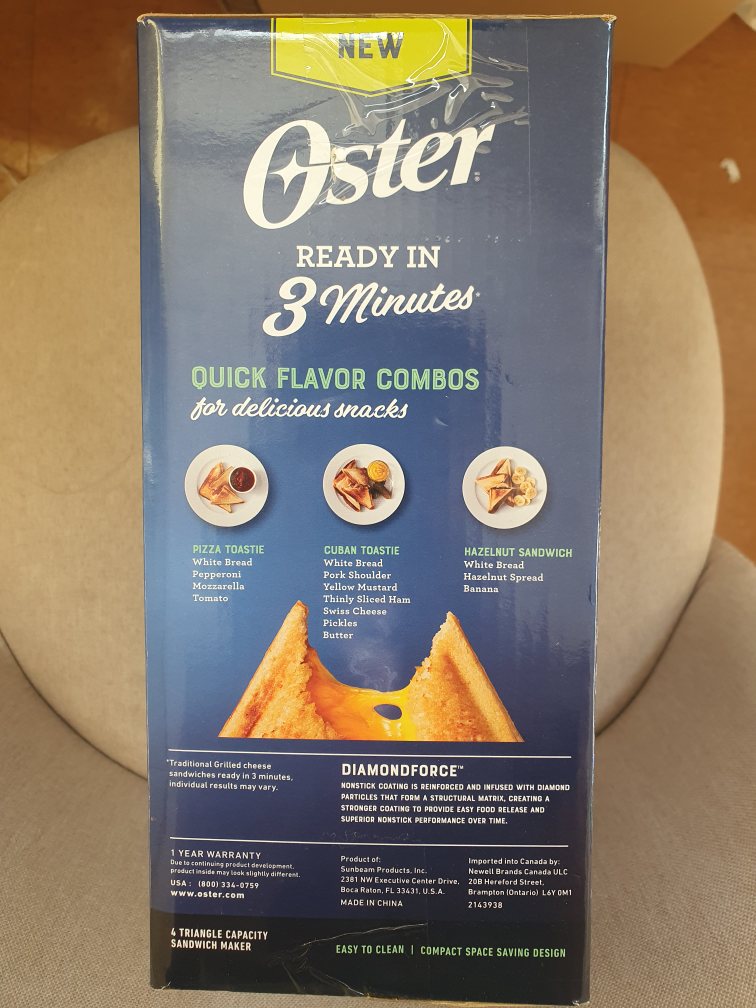 NEW
Oster
READY IN
3 Minutes*
QUICK FLAVOR COMBOS
for delicious snacks
PIZZA TOASTIE
White Bread
Pepperoni
Mozzarella
Tomato
CUBAN TOASTIE
White Bread
Pork Shoulder
Yellow Mustard
Thinly Sliced Ham
Swiss Cheese
Pickles
Butter
HAZELNUT SANDWICH
White Bread
Hazelnut Spread
Banana
*Traditional Grilled cheese
sandwiches ready in 3 minutes,
individual results may vary.
DIAMONDFORCE™
NONSTICK COATING IS REINFORCED AND INFUSED WITH DIAMOND
PARTICLES THAT FORM A STRUCTURAL MATRIX, CREATING A
STRONGER COATING TO PROVIDE EASY FOOD RELEASE AND
SUPERIOR NONSTICK PERFORMANCE OVER TIME.
1 YEAR WARRANTY
Due to continuing product development,
product inside may look slightly different.
USA : (800) 334-0759
www.oster.com
Product of:
Sunbeam Products, Inc.
2381 NW Executive Center Drive,
Boca Raton, FL 33431, U.S.A.
MADE IN CHINA
Imported into Canada by:
Newell Brands Canada ULC
20B Hereford Street,
Brampton (Ontario) L6Y 0M1
2143938
4 TRIANGLE CAPACITY
SANDWICH MAKER
EASY TO CLEAN | COMPACT SPACE SAVING DESIGN